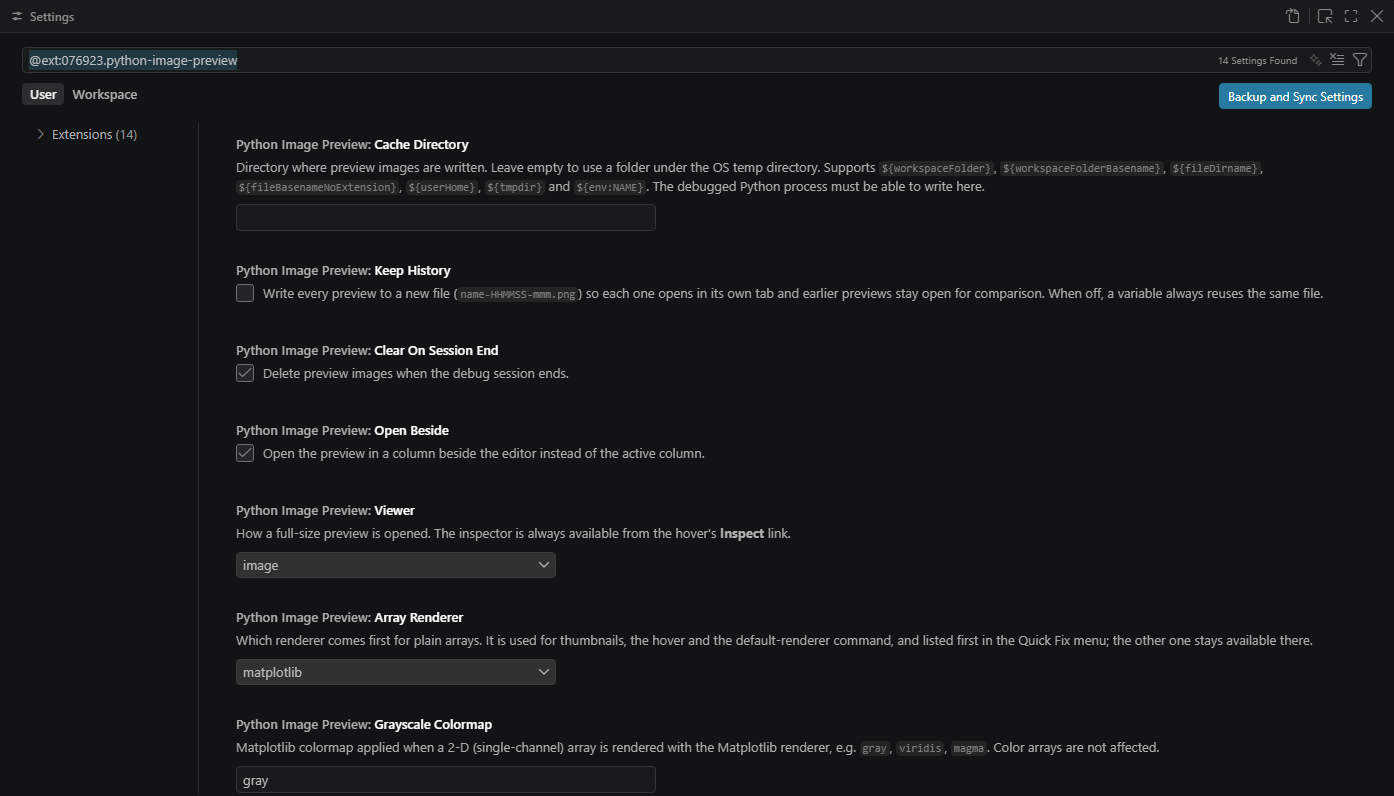 Settings
@ext:076923.python-image-preview
14 Settings Found
User Workspace
Backup and Sync Settings
Extensions (14)
Python Image Preview: Cache Directory
Directory where preview images are written. Leave empty to use a folder under the OS temp directory. Supports ${workspaceFolder}, ${workspaceFolderBasename}, ${fileDirname},
${fileBasenameNoExtension}, ${userHome}, ${tmpdir} and ${env:NAME}. The debugged Python process must be able to write here.
Python Image Preview: Keep History
Write every preview to a new file (name-HHMMSS-mmm.png) so each one opens in its own tab and earlier previews stay open for comparison. When off, a variable always reuses the same file.
Python Image Preview: Clear On Session End
Delete preview images when the debug session ends.
Python Image Preview: Open Beside
Open the preview in a column beside the editor instead of the active column.
Python Image Preview: Viewer
How a full-size preview is opened. The inspector is always available from the hover's Inspect link.
image
Python Image Preview: Array Renderer
Which renderer comes first for plain arrays. It is used for thumbnails, the hover and the default-renderer command, and listed first in the Quick Fix menu; the other one stays available there.
matplotlib
Python Image Preview: Grayscale Colormap
Matplotlib colormap applied when a 2-D (single-channel) array is rendered with the Matplotlib renderer, e.g. gray, viridis, magma. Color arrays are not affected.
gray